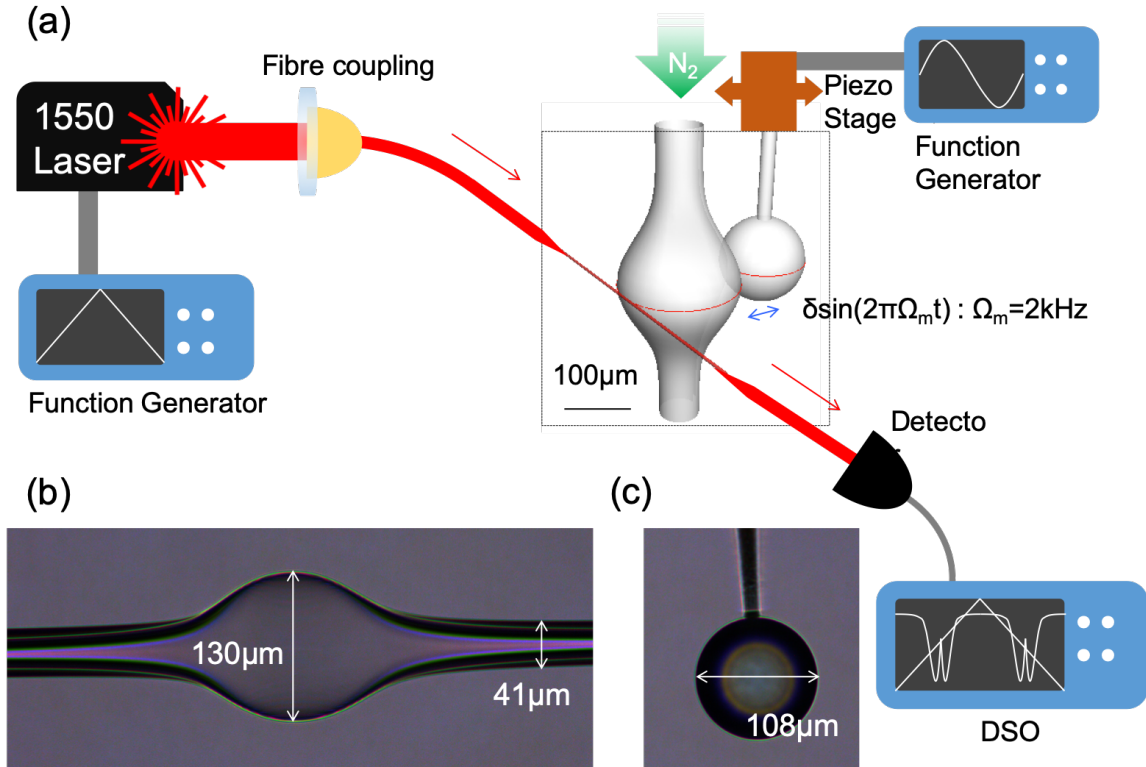 (a)
Fibre coupling
1550
Laser
N2
Piezo
Stage
Function
Generator
δsin(2πΩmt) : Ωm=2kHz
100µm
Function Generator
Detecto
r
(b)
130µm
41µm
(c)
108µm
DSO